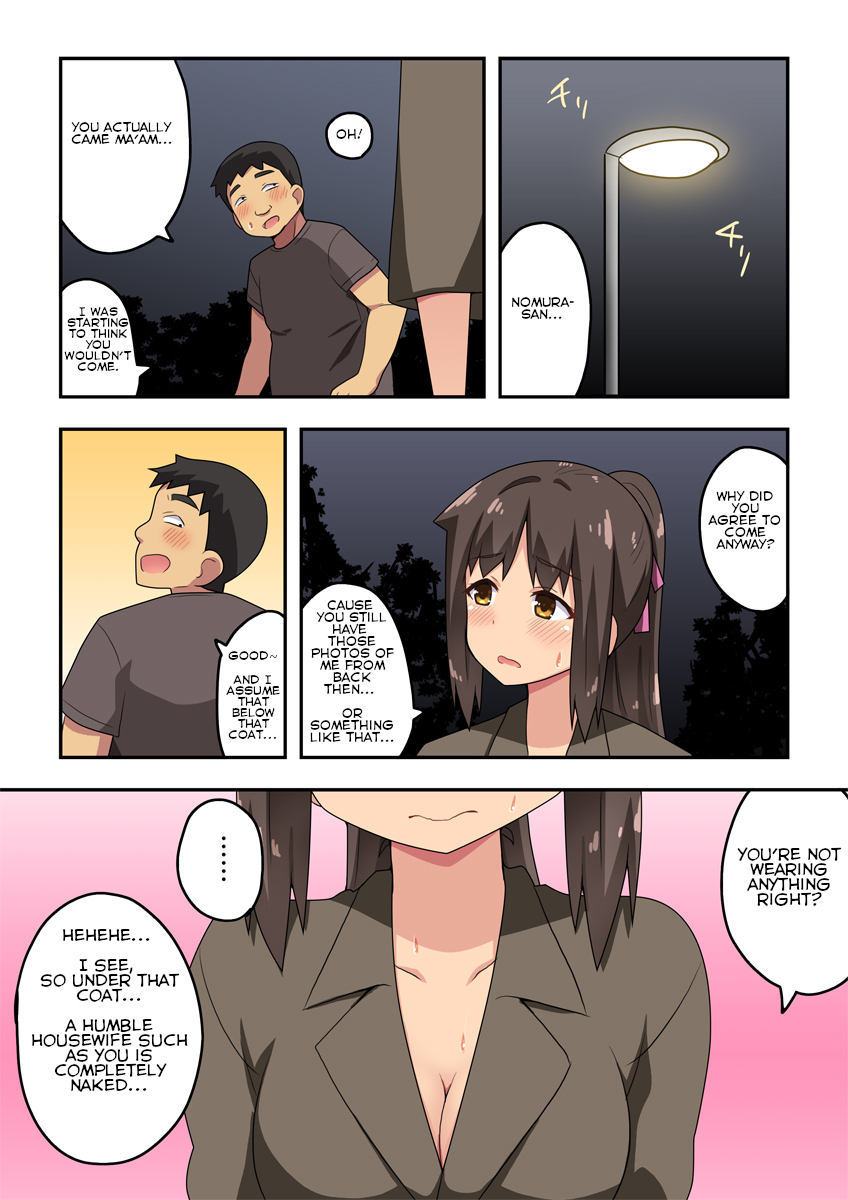 チリ
チリ
NOMURA-
SAN...
OH!
YOU ACTUALLY
CAME MA'AM...
I WAS
STARTING
TO THINK
YOU
WOULDN'T
COME.
WHY DID
YOU
AGREE TO
COME
ANYWAY?
CAUSE
YOU STILL
HAVE
THOSE
PHOTOS OF
ME FROM
BACK
THEN...
OR
SOMETHING
LIKE THAT...
GOOD~
AND I
ASSUME
THAT
BELOW
THAT
COAT...
YOU'RE NOT
WEARING
ANYTHING
RIGHT?
......
HEHEHE...
I SEE,
SO UNDER THAT
COAT...
A HUMBLE
HOUSEWIFE SUCH
AS YOU IS
COMPLETELY
NAKED...